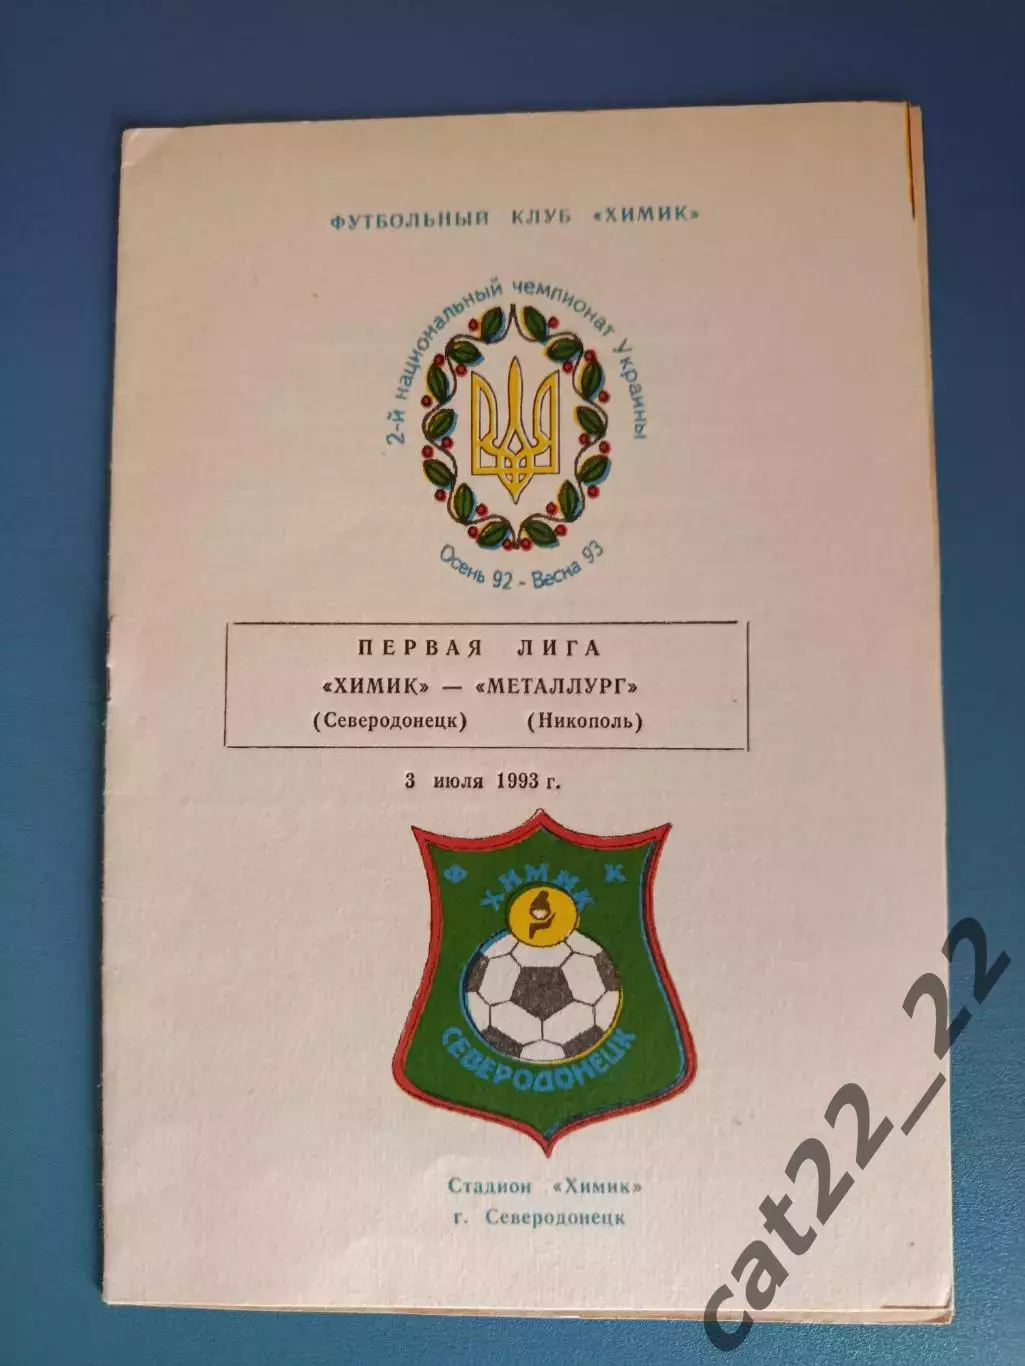 ФУТБОЛЬНЫЙ КЛУБ «ХИМИК»
2-й национальный чемпионат Украины
Осень 92 - Весна 93
ПЕРВАЯ ЛИГА
«ХИМИК» — «МЕТАЛЛУРГ»
(Северодонецк) (Никополь)
3 июля 1993 г.
Ф К
ХИМИК
СЕВЕРОДОНЕЦК
Стадион «Химик»
г. Северодонецк
cat22_22